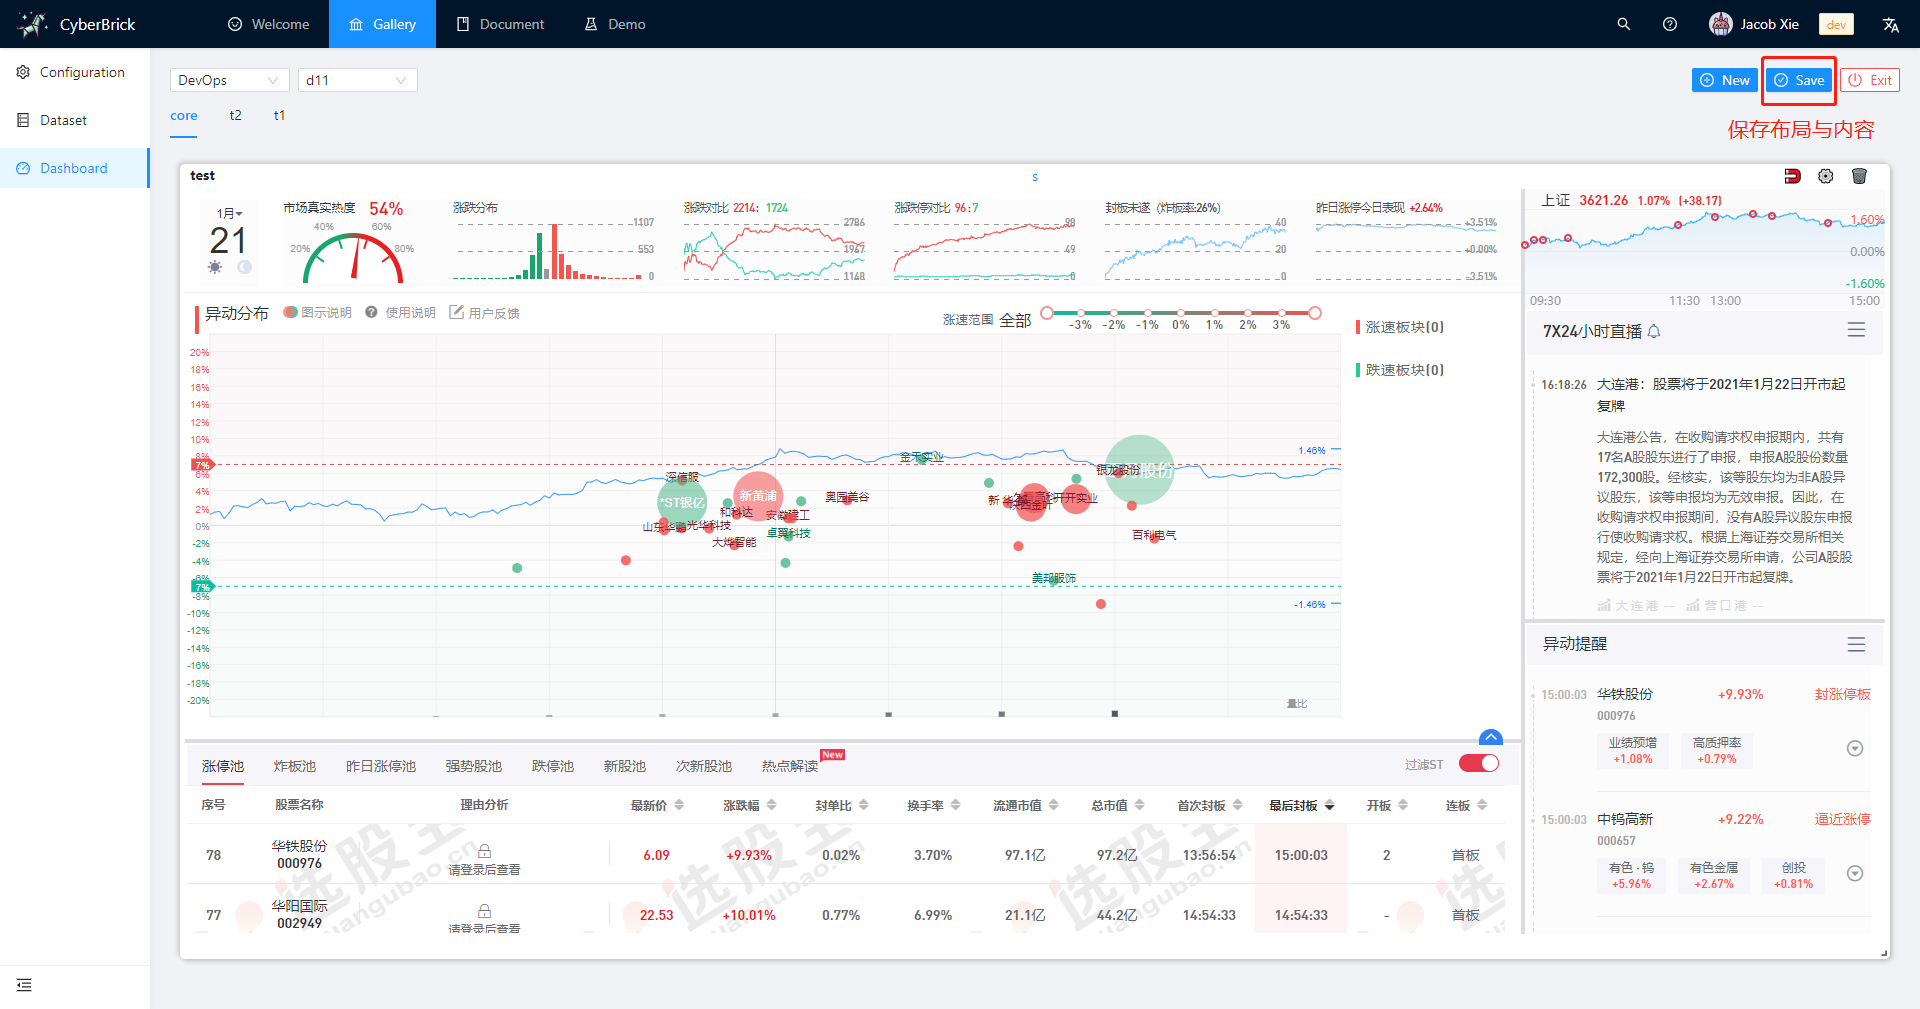 CyberBrick
Welcome
Gallery
Document
Demo
Jacob Xie
dev
Configuration
Dataset
Dashboard
DevOps
d11
New
Save
Exit
core
t2
t1
保存布局与内容
test
s
1月
21
市场真实热度 54%
20%
40%
60%
80%
涨跌分布
1107
553
0
涨跌对比 2214: 1724
2786
1967
1148
涨跌停对比 96:7
98
49
0
封板未遂 (炸板率:26%)
40
20
0
昨日涨停今日表现 +2.64%
+3.51%
+0.00%
-3.51%
上证 3621.26 1.07% (+38.17)
1.60%
0.00%
-1.60%
09:30
11:30
13:00
15:00
异动分布
图示说明
使用说明
用户反馈
涨速范围 全部
-3%
-2%
-1%
0%
1%
2%
3%
涨速板块(0)
跌速板块(0)
20%
18%
16%
14%
12%
10%
8%
7%
6%
4%
2%
0%
-2%
-4%
-6%
7%
-8%
-10%
-12%
-14%
-16%
-18%
-20%
1.46%
-1.46%
深信服
*ST银亿
新黄浦
和科达
安徽建工
山东华鹏
光华科技
卓翼科技
大烨智能
奥园美谷
金干实业
银龙股份
股份
开开实业
陕西金叶
百利电气
美邦服饰
量比
7X24小时直播
16:18:26 大连港：股票将于2021年1月22日开市起
复牌
大连港公告，在收购请求权申报期内，共有
17名A股股东进行了申报，申报A股股份数量
172,300股。经核实，该等股东均为非A股异
议股东，该等申报均为无效申报。因此，在
收购请求权申报期间，没有A股异议股东申报
行使收购请求权。根据上海证券交易所相关
规定，经向上海证券交易所申请，公司A股股
票将于2021年1月22日开市起复牌。
大连港 --
营口港 --
异动提醒
15:00:03 华铁股份 +9.93% 封涨停板
000976
业绩预增
+1.08%
高质押率
+0.79%
15:00:03 中钨高新 +9.22% 逼近涨停
000657
有色 · 钨
+5.96%
有色金属
+2.67%
创投
+0.81%
涨停池
炸板池
昨日涨停池
强势股池
跌停池
新股池
次新股池
热点解读
New
过滤ST
序号 股票名称 理由分析 最新价 涨跌幅 封单比 换手率 流通市值 总市值 首次封板 最后封板 开板 连板
78 华铁股份 000976 请登录后查看 6.09 +9.93% 0.02% 3.70% 97.1亿 97.2亿 13:56:54 15:00:03 2 首板
77 华阳国际 002949 请登录后查看 22.53 +10.01% 0.77% 6.99% 21.1亿 44.2亿 14:54:33 14:54:33 - 首板